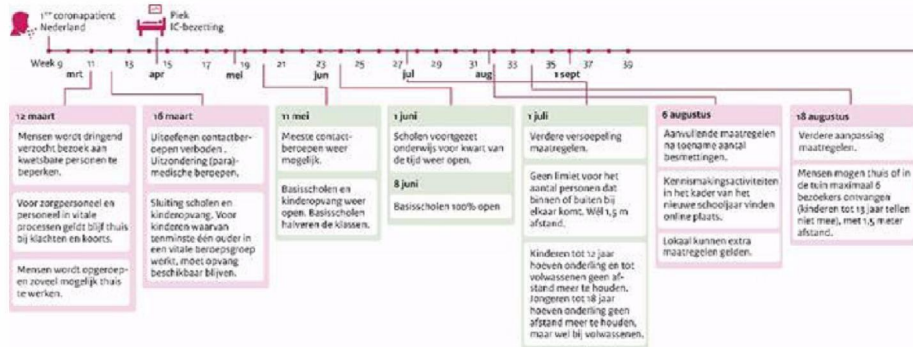 1ste coronapatiënt
Nederland
Piek
IC-bezetting
Week 9 11 13 15 17 19 21 23 25 27 29 31 33 35 37 39
mrt apr mei jun jul aug 1 sept
12 maart
Mensen wordt dringend
verzocht bezoek aan
kwetsbare personen te
beperken.
Voor zorgpersoneel en
personeel in vitale
processen geldt blijf thuis
bij klachten en koorts.
Mensen wordt opgeroep-
en zoveel mogelijk thuis
te werken.
16 maart
Uitoefenen contactber-
oepen verboden .
Uitzondering (para)-
medische beroepen.
Sluiting scholen en
kinderopvang. Voor
kinderen waarvan
tenminste één ouder in
een vitale beroepsgroep
werkt, moet opvang
beschikbaar blijven.
11 mei
Meeste contact-
beroepen weer
mogelijk.
Basisscholen en
kinderopvang weer
open. Basisscholen
halveren de klassen.
1 juni
Scholen voortgezet
onderwijs voor kwart van
de tijd weer open.
8 juni
Basisscholen 100% open
1 juli
Verdere versoepeling
maatregelen.
Geen limiet voor het
aantal personen dat
binnen of buiten bij
elkaar komt. Wél 1,5 m
afstand.
Kinderen tot 12 jaar
hoeven onderling en tot
volwassenen geen af-
stand meer te houden.
Jongeren tot 18 jaar
hoeven onderling geen
afstand meer te houden,
maar wel bij volwassenen.
6 augustus
Aanvullende maatregelen
na toename aantal
besmettingen.
Kennismakingsactiviteiten
in het kader van het
nieuwe schooljaar vinden
online plaats.
Lokaal kunnen extra
maatregelen gelden.
18 augustus
Verdere aanpassing
maatregelen.
Mensen mogen thuis of in
de tuin maximaal 6
bezoekers ontvangen
(kinderen tot 13 jaar tellen
niet mee), met 1,5 meter
afstand.